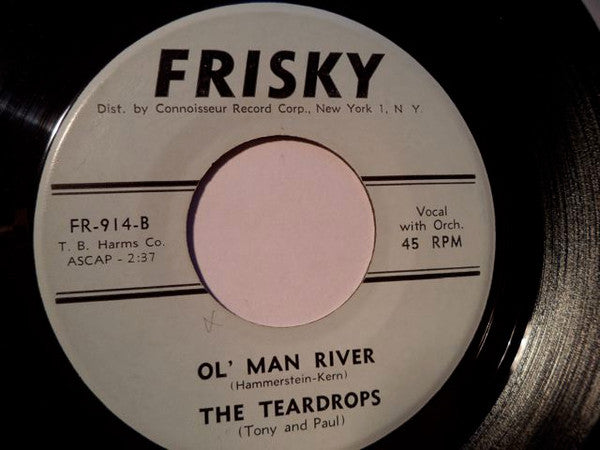 FRISKY
Dist. by Connoisseur Record Corp., New York 1, N Y
FR-914-B
T. B. Harms Co.
ASCAP - 2:37
Vocal
with Orch.
45 RPM
OL' MAN RIVER
(Hammerstein-Kern)
THE TEARDROPS
(Tony and Paul)